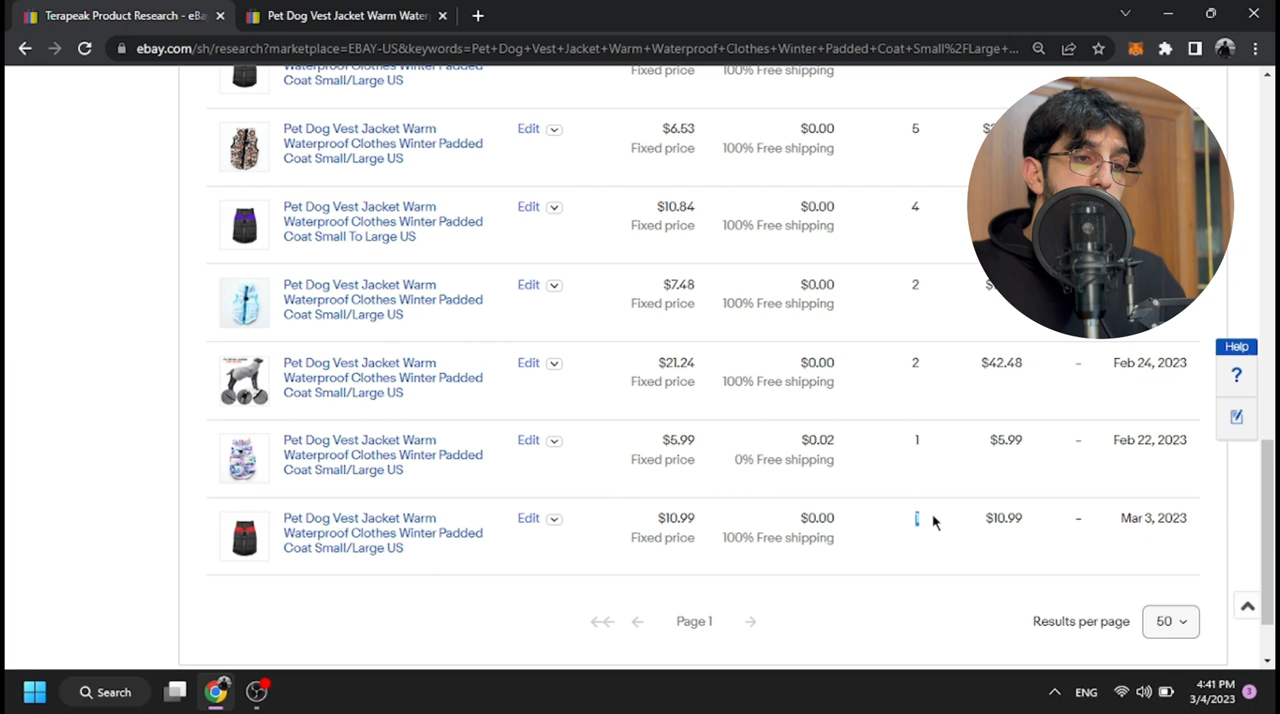 Terapeak Product Research - eBa
Pet Dog Vest Jacket Warm Water
ebay.com/sh/research?marketplace=EBAY-US&keywords=Pet+Dog+Vest+Jacket+Warm+Waterproof+Clothes+Winter+Padded+Coat+Small%2FLarge+...
Waterproof Clothes Winter Padded
Coat Small/Large US
Fixed price
100% Free shipping
Pet Dog Vest Jacket Warm
Waterproof Clothes Winter Padded
Coat Small/Large US
Edit
$6.53
Fixed price
$0.00
100% Free shipping
5
Pet Dog Vest Jacket Warm
Waterproof Clothes Winter Padded
Coat Small To Large US
Edit
$10.84
Fixed price
$0.00
100% Free shipping
4
Pet Dog Vest Jacket Warm
Waterproof Clothes Winter Padded
Coat Small/Large US
Edit
$7.48
Fixed price
$0.00
100% Free shipping
2
Pet Dog Vest Jacket Warm
Waterproof Clothes Winter Padded
Coat Small/Large US
Edit
$21.24
Fixed price
$0.00
100% Free shipping
2
$42.48
-
Feb 24, 2023
Pet Dog Vest Jacket Warm
Waterproof Clothes Winter Padded
Coat Small/Large US
Edit
$5.99
Fixed price
$0.02
0% Free shipping
1
$5.99
-
Feb 22, 2023
Pet Dog Vest Jacket Warm
Waterproof Clothes Winter Padded
Coat Small/Large US
Edit
$10.99
Fixed price
$0.00
100% Free shipping
1
$10.99
-
Mar 3, 2023
Help
?
Page 1
Results per page
50
Search
ENG
4:41 PM
3/4/2023
3